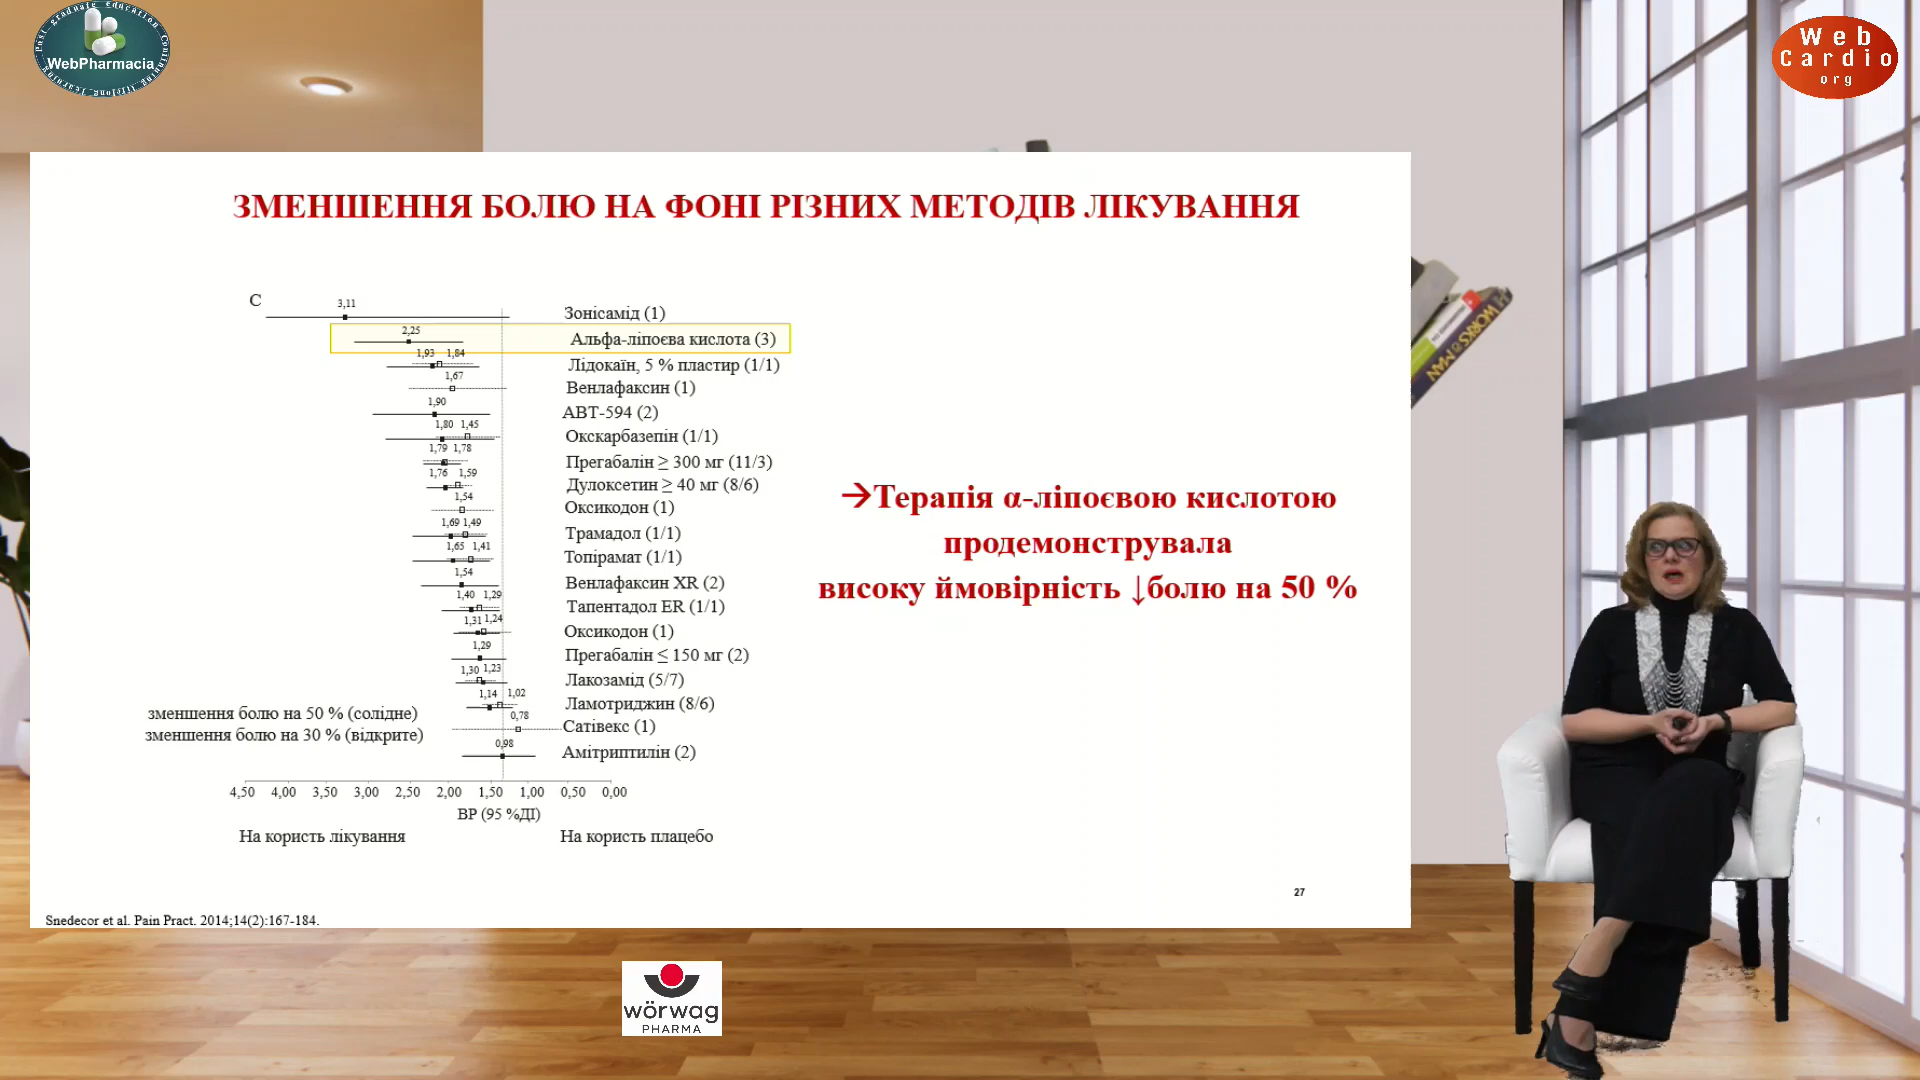 Post-graduate Education Continuing lifelong learning
WebPharmacia
Web
Cardio
org
ЗМЕНШЕННЯ БОЛЮ НА ФОНІ РІЗНИХ МЕТОДІВ ЛІКУВАННЯ
C
3,11
Зонісамід (1)
2,25
Альфа-ліпоєва кислота (3)
1,93 1,84
Лідокаїн, 5 % пластир (1/1)
1,67
Венлафаксин (1)
1,90
АВТ-594 (2)
1,80 1,45
Окскарбазепін (1/1)
1,79 1,78
Прегабалін ≥ 300 мг (11/3)
1,76 1,59
Дулоксетин ≥ 40 мг (8/6)
1,54
Оксикодон (1)
1,69 1,49
Трамадол (1/1)
1,65 1,41
Топірамат (1/1)
1,54
Венлафаксин XR (2)
1,40 1,29
Тапентадол ER (1/1)
1,31 1,24
Оксикодон (1)
1,29
Прегабалін ≤ 150 мг (2)
1,30 1,23
Лакозамід (5/7)
1,14 1,02
Ламотриджин (8/6)
0,78
Сатівекс (1)
0,98
Амітриптилін (2)
зменшення болю на 50 % (солідне)
зменшення болю на 30 % (відкрите)
4,50 4,00 3,50 3,00 2,50 2,00 1,50 1,00 0,50 0,00
ВР (95 %ДІ)
На користь лікування На користь плацебо
→Терапія α-ліпоєвою кислотою
продемонструвала
високу ймовірність ↓болю на 50 %
27
Snedecor et al. Pain Pract. 2014;14(2):167-184.
WORKS
MAN
wörwag
PHARMA